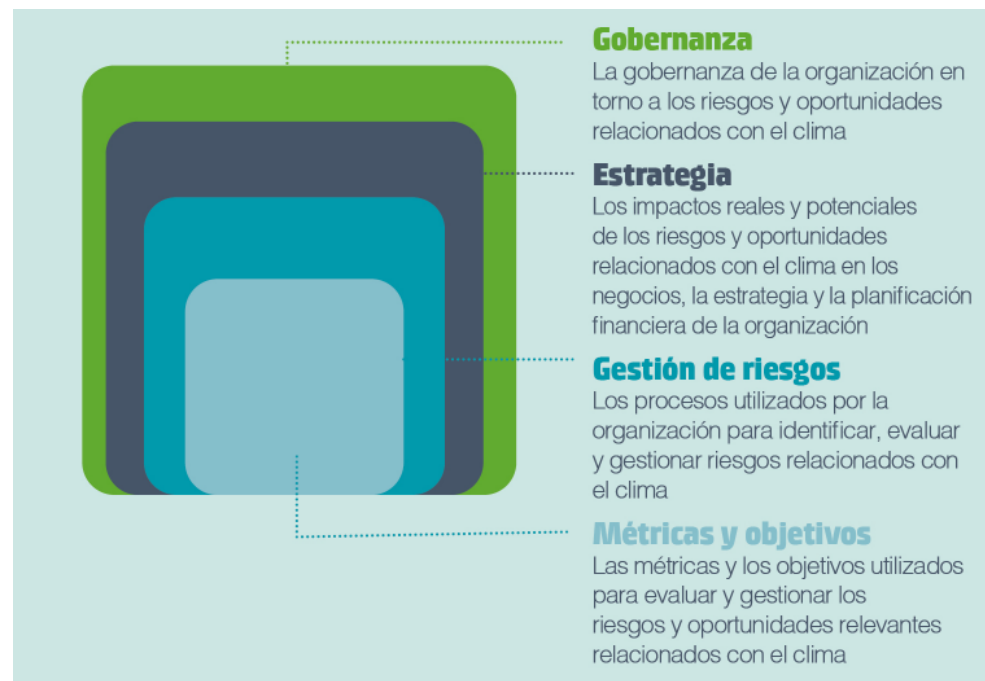 Gobernanza
La gobernanza de la organización en
torno a los riesgos y oportunidades
relacionados con el clima
Estrategia
Los impactos reales y potenciales
de los riesgos y oportunidades
relacionados con el clima en los
negocios, la estrategia y la planificación
financiera de la organización
Gestión de riesgos
Los procesos utilizados por la
organización para identificar, evaluar
y gestionar riesgos relacionados con
el clima
Métricas y objetivos
Las métricas y los objetivos utilizados
para evaluar y gestionar los
riesgos y oportunidades relevantes
relacionados con el clima